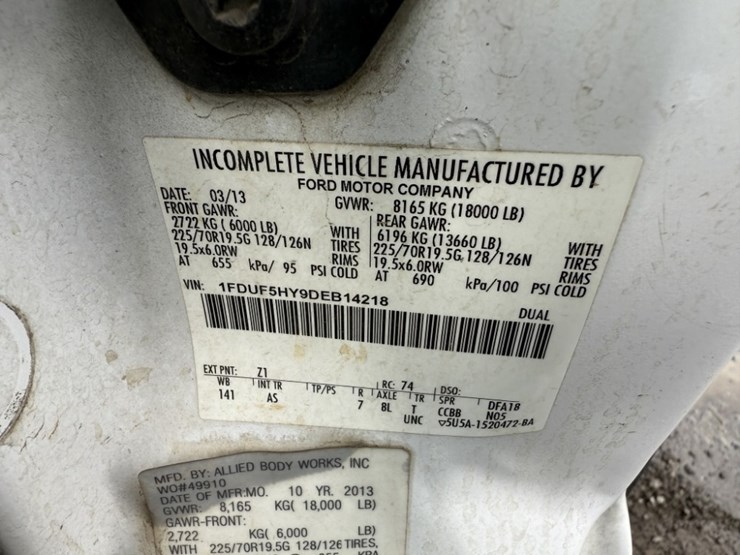 INCOMPLETE VEHICLE MANUFACTURED BY
FORD MOTOR COMPANY
DATE: 03/13 GVWR: 8165 KG (18000 LB)
FRONT GAWR: REAR GAWR:
2722 KG ( 6000 LB) WITH 6196 KG (13660 LB) WITH
225/70R19.5G 128/126N TIRES 225/70R19.5G 128/126N TIRES
19.5x6.0RW RIMS 19.5x6.0RW RIMS
AT 655 kPa/ 95 PSI COLD AT 690 kPa/100 PSI COLD
VIN: 1FDUF5HY9DEB14218 DUAL
EXT PNT: Z1 RC: 74 DSO:
WB INT TR TP/PS R AXLE TR SPR DFA18
141 AS 7 8L T CCBB NOS
UNC ▽5U5A-1520472-BA
MFD. BY: ALLIED BODY WORKS, INC
WO#49910
DATE OF MFR:MO. 10 YR. 2013
GVWR: 8,165 KG( 18,000 LB)
GAWR-FRONT:
2,722 KG( 6,000 LB)
WITH 225/70R19.5G 128/126 TIRES,
KPA